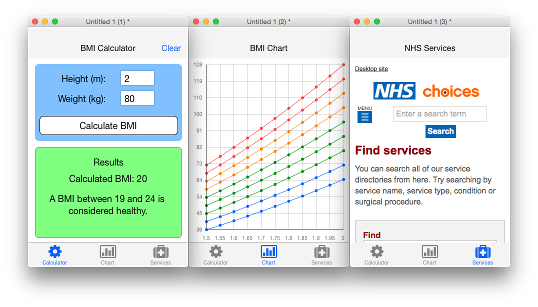 Untitled 1 (1) *
BMI Calculator
Clear
Height (m): 2
Weight (kg): 80
Calculate BMI
Results
Calculated BMI: 20
A BMI between 19 and 24 is
considered healthy.
Calculator
Chart
Services
Untitled 1 (2) *
BMI Chart
128
119
109
100
91
82
73
64
54
45
36
1.5 1.55 1.6 1.65 1.7 1.75 1.8 1.85 1.9 1.95 2
Calculator
Chart
Services
Untitled 1 (3) *
NHS Services
Desktop site
NHS choices
MENU
Enter a search term
Search
Find services
You can search all of our service
directories from here. Try searching by
service name, service type, condition or
surgical procedure.
Find
Calculator
Chart
Services